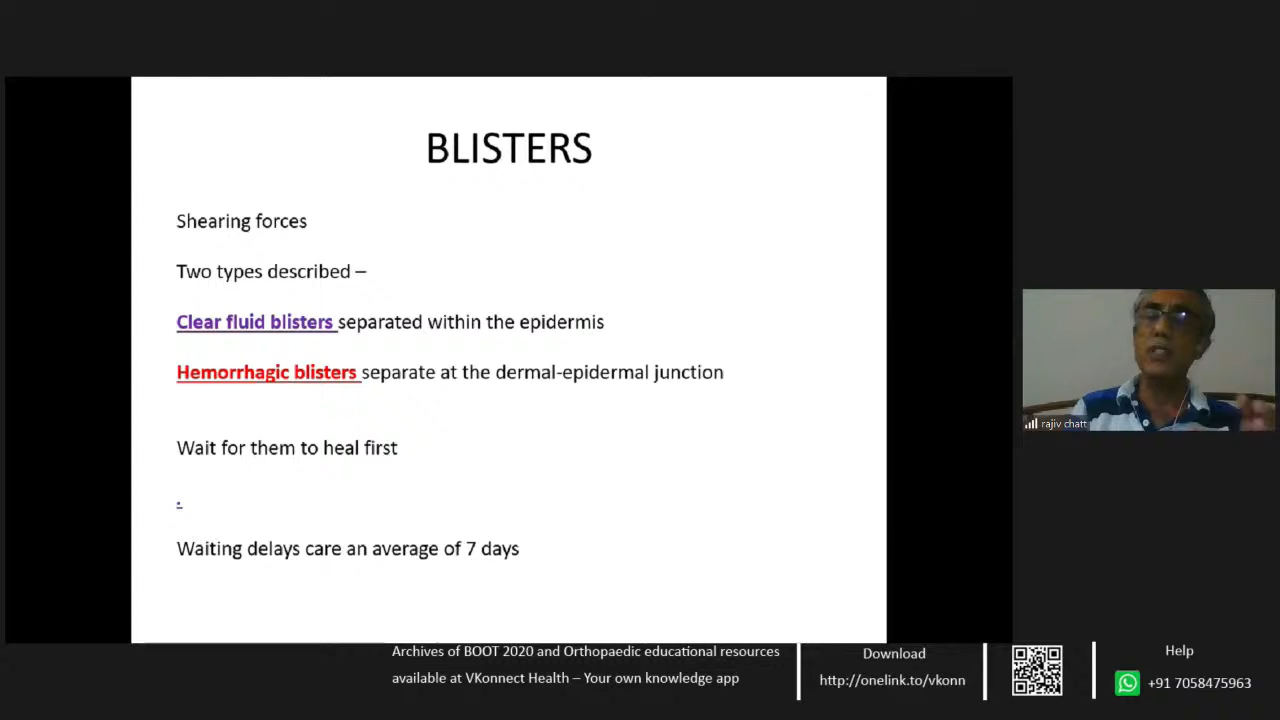 BLISTERS
Shearing forces
Two types described –
Clear fluid blisters separated within the epidermis
Hemorrhagic blisters separate at the dermal-epidermal junction
Wait for them to heal first
.
Waiting delays care an average of 7 days
rajiv chatt
Archives of BOOT 2020 and Orthopaedic educational resources
available at VKonnect Health – Your own knowledge app
Download
http://onelink.to/vkonn
Help
+91 7058475963